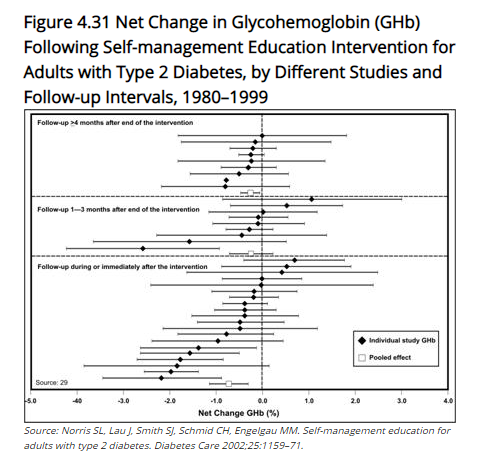 Figure 4.31 Net Change in Glycohemoglobin (GHb)
Following Self-management Education Intervention for
Adults with Type 2 Diabetes, by Different Studies and
Follow-up Intervals, 1980–1999
Follow-up ≥4 months after end of the intervention
Follow-up 1—3 months after end of the intervention
Follow-up during or immediately after the intervention
Individual study GHb
Pooled effect
Source: 29
-5.0 -4.0 -3.0 -2.0 -1.0 0.0 1.0 2.0 3.0 4.0
Net Change GHb (%)
Source: Norris SL, Lau J, Smith SJ, Schmid CH, Engelgau MM. Self-management education for
adults with type 2 diabetes. Diabetes Care 2002;25:1159–71.